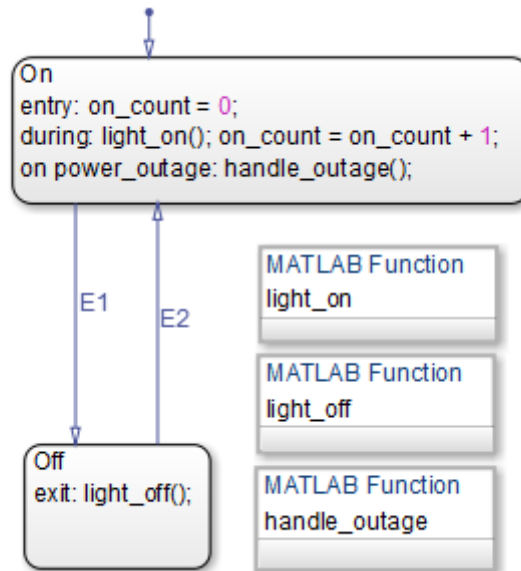 On
entry: on_count = 0;
during: light_on(); on_count = on_count + 1;
on power_outage: handle_outage();
E1
E2
MATLAB Function
light_on
MATLAB Function
light_off
Off
exit: light_off();
MATLAB Function
handle_outage